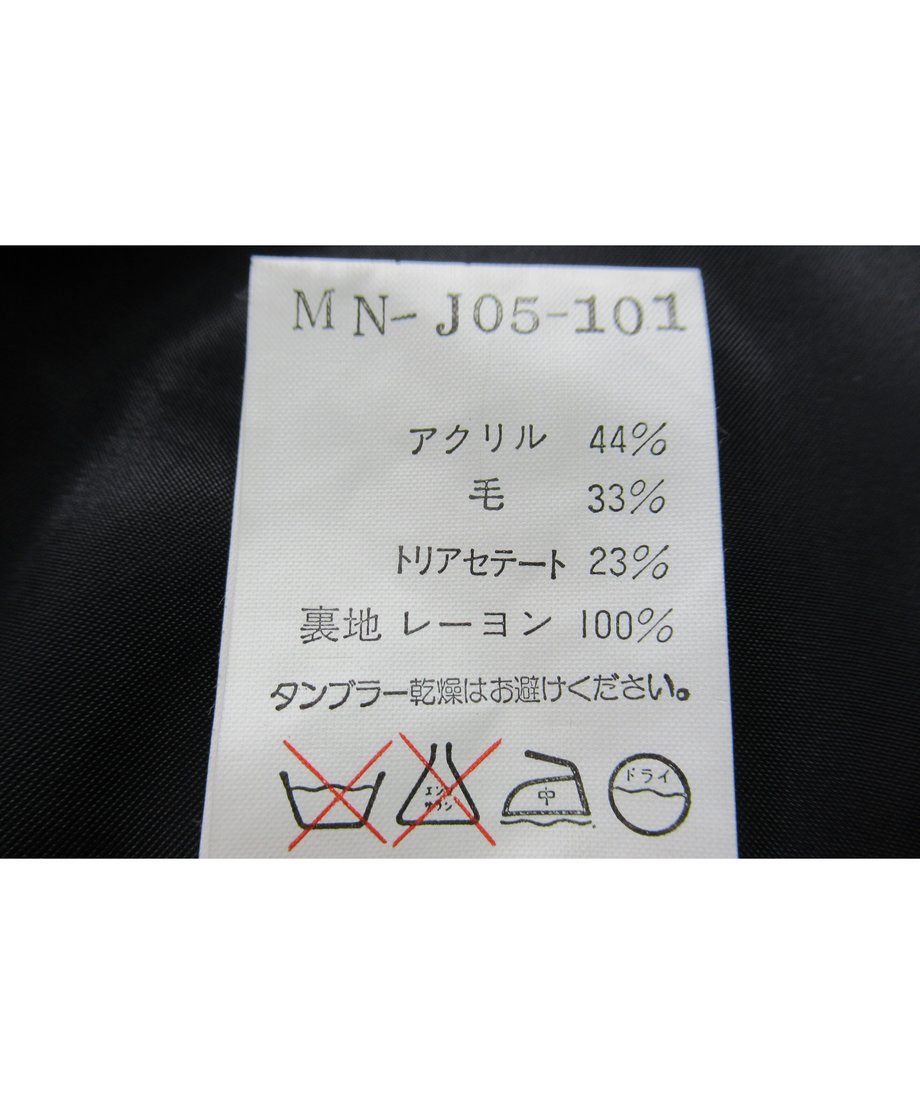 MN-J05-101
アクリル 44%
毛 33%
トリアセテート 23%
裏地 レーヨン 100%
タンブラー乾燥はお避けください。
エンソ
サラシ
中
ドライ